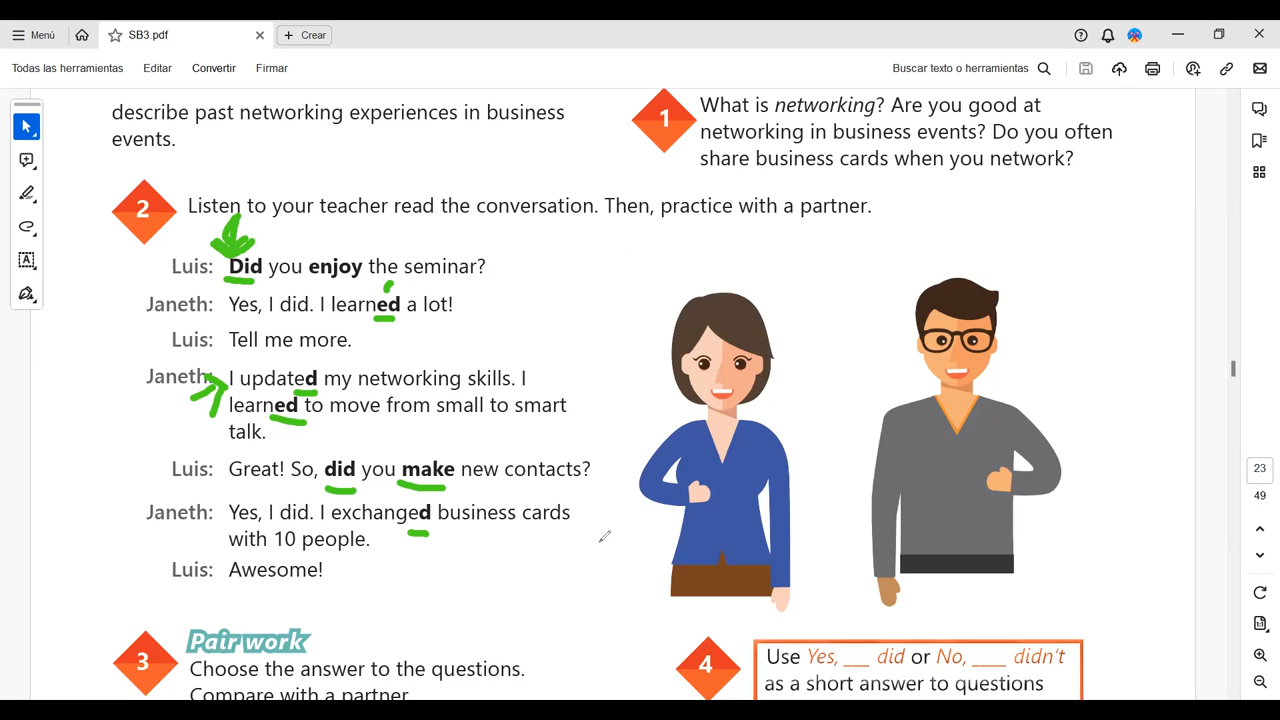 Menú
SB3.pdf
Crear
Todas las herramientas
Editar
Convertir
Firmar
Buscar texto o herramientas
describe past networking experiences in business
events.
1
What is networking? Are you good at
networking in business events? Do you often
share business cards when you network?
2
Listen to your teacher read the conversation. Then, practice with a partner.
Luis: Did you enjoy the seminar?
Janeth: Yes, I did. I learned a lot!
Luis: Tell me more.
Janeth: I updated my networking skills. I
learned to move from small to smart
talk.
Luis: Great! So, did you make new contacts?
Janeth: Yes, I did. I exchanged business cards
with 10 people.
Luis: Awesome!
3
Pair work
Choose the answer to the questions.
Compare with a partner
4
Use Yes, ___ did or No, ____ didn't
as a short answer to questions
23
49